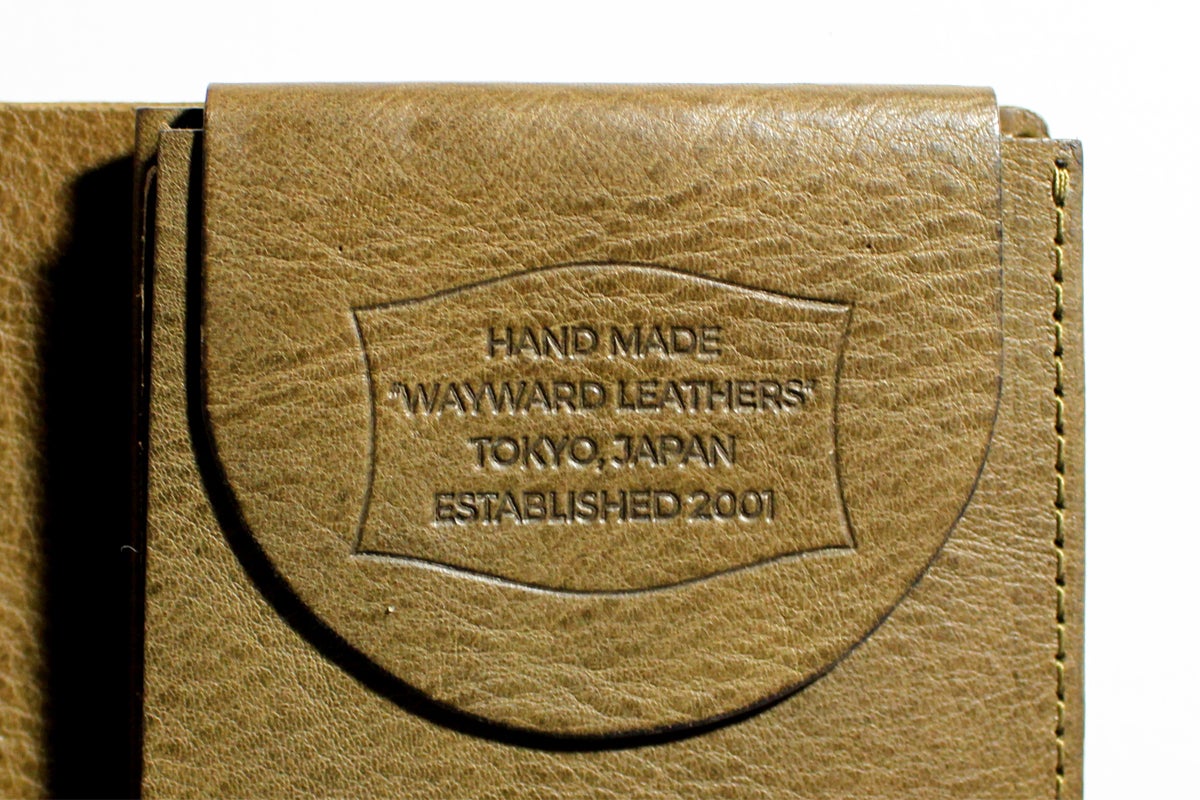 HAND MADE
"WAYWARD LEATHERS"
TOKYO, JAPAN
ESTABLISHED 2001